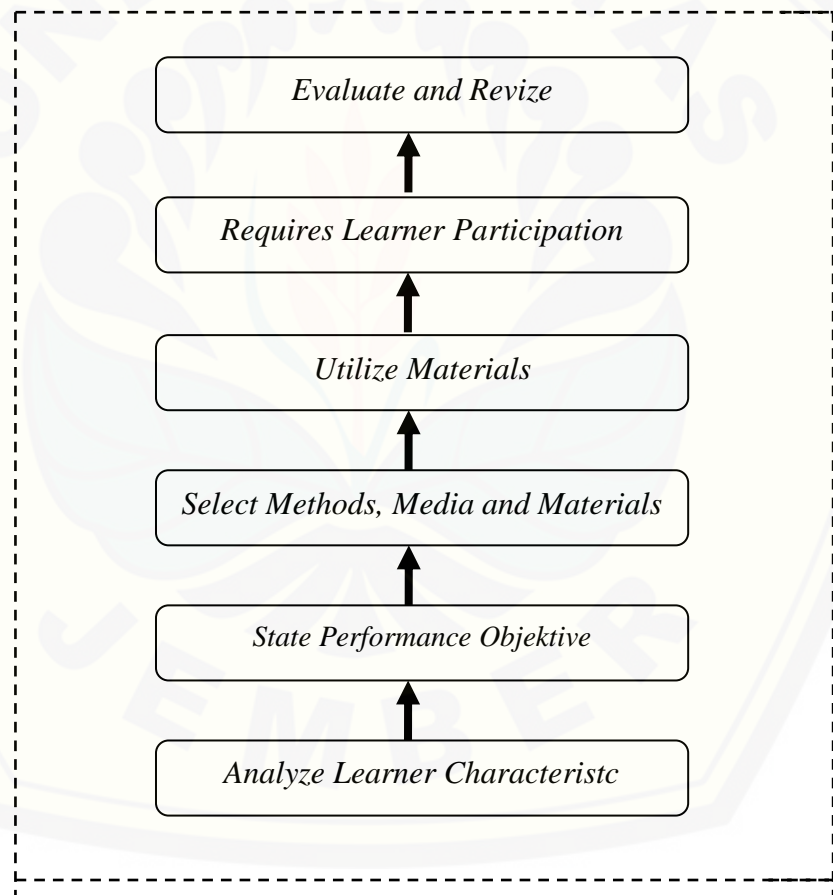 Evaluate and Revize
Requires Learner Participation
Utilize Materials
Select Methods, Media and Materials
State Performance Objektive
Analyze Learner Characteristc
JEMBER